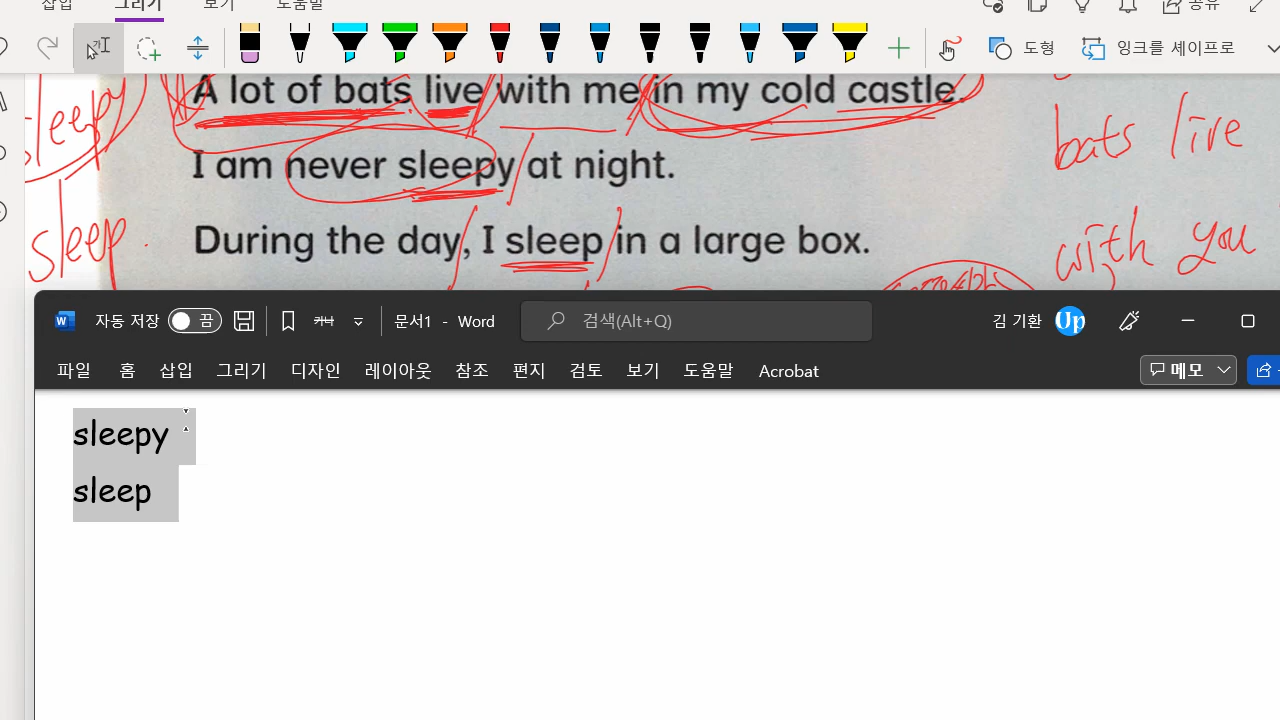 삽입 그리기 보기 도움말
공유
도형 잉크를 셰이프로
A lot of bats live with me in my cold castle.
sleepy
bats live
I am never sleepy at night.
sleep.
During the day, I sleep in a large box.
with you
자동 저장 끔 가나 문서1 - Word 검색(Alt+Q) 김 기환 Up
파일 홈 삽입 그리기 디자인 레이아웃 참조 편지 검토 보기 도움말 Acrobat 메모
sleepy
sleep